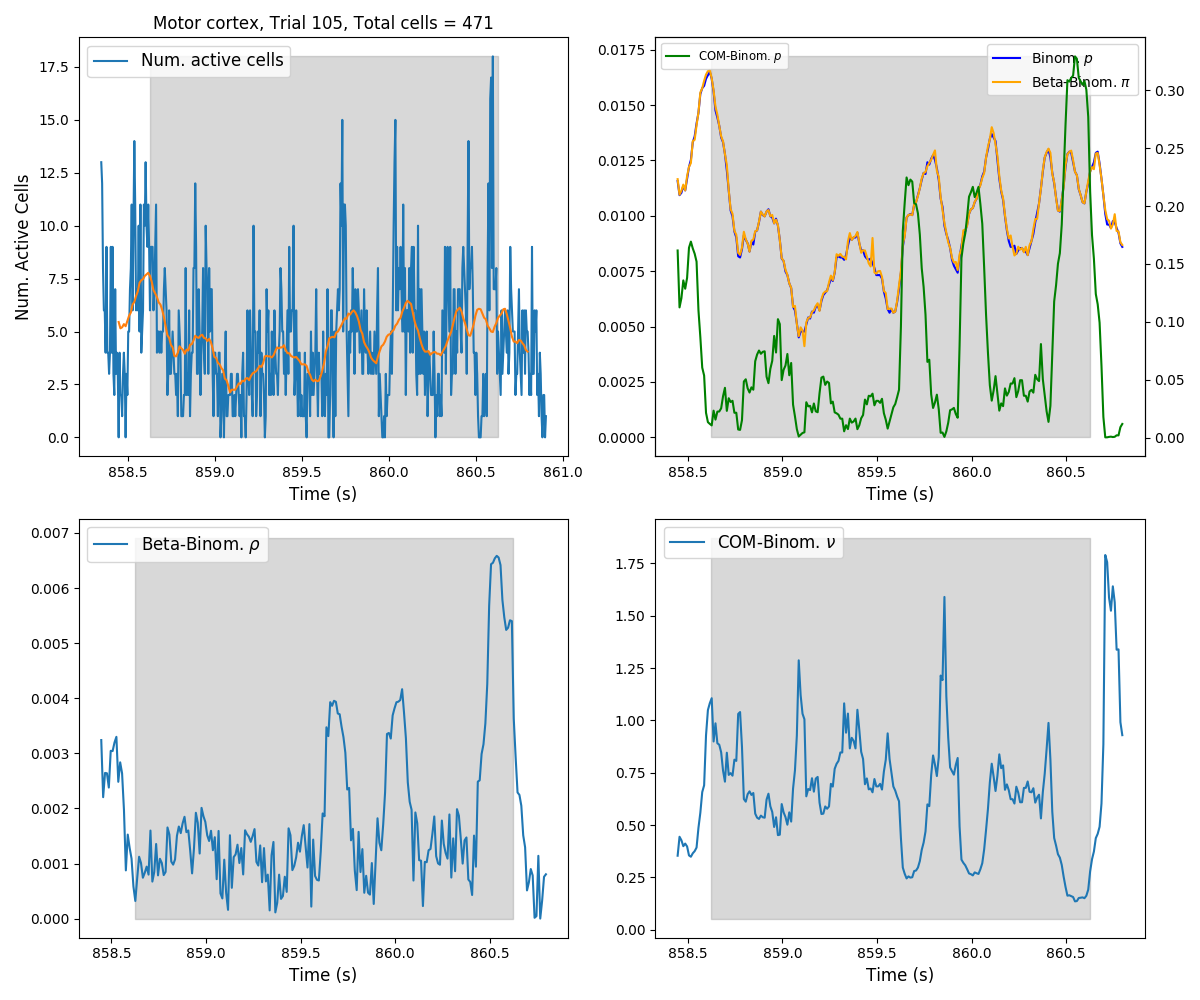 Motor cortex, Trial 105, Total cells = 471
Num. active cells
17.5
15.0
12.5
10.0
7.5
5.0
2.5
0.0
Num. Active Cells
858.5 859.0 859.5 860.0 860.5 861.0
Time (s)
COM-Binom. p
Binom. p
Beta-Binom. π
0.0175
0.0150
0.0125
0.0100
0.0075
0.0050
0.0025
0.0000
0.30
0.25
0.20
0.15
0.10
0.05
0.00
858.5 859.0 859.5 860.0 860.5
Time (s)
Beta-Binom. ρ
0.007
0.006
0.005
0.004
0.003
0.002
0.001
0.000
858.5 859.0 859.5 860.0 860.5
Time (s)
COM-Binom. ν
1.75
1.50
1.25
1.00
0.75
0.50
0.25
0.00
858.5 859.0 859.5 860.0 860.5
Time (s)